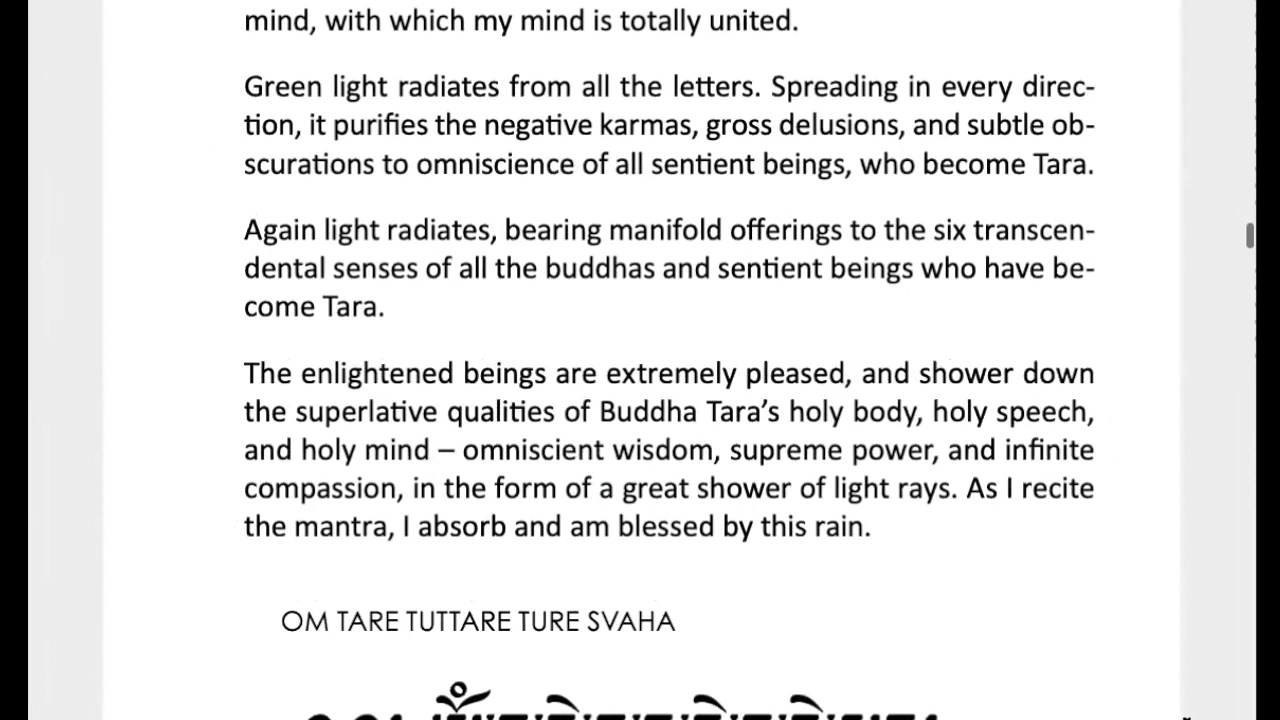 mind, with which my mind is totally united.
Green light radiates from all the letters. Spreading in every direc-
tion, it purifies the negative karmas, gross delusions, and subtle ob-
scurations to omniscience of all sentient beings, who become Tara.
Again light radiates, bearing manifold offerings to the six transcen-
dental senses of all the buddhas and sentient beings who have be-
come Tara.
The enlightened beings are extremely pleased, and shower down
the superlative qualities of Buddha Tara’s holy body, holy speech,
and holy mind – omniscient wisdom, supreme power, and infinite
compassion, in the form of a great shower of light rays. As I recite
the mantra, I absorb and am blessed by this rain.
OM TARE TUTTARE TURE SVAHA